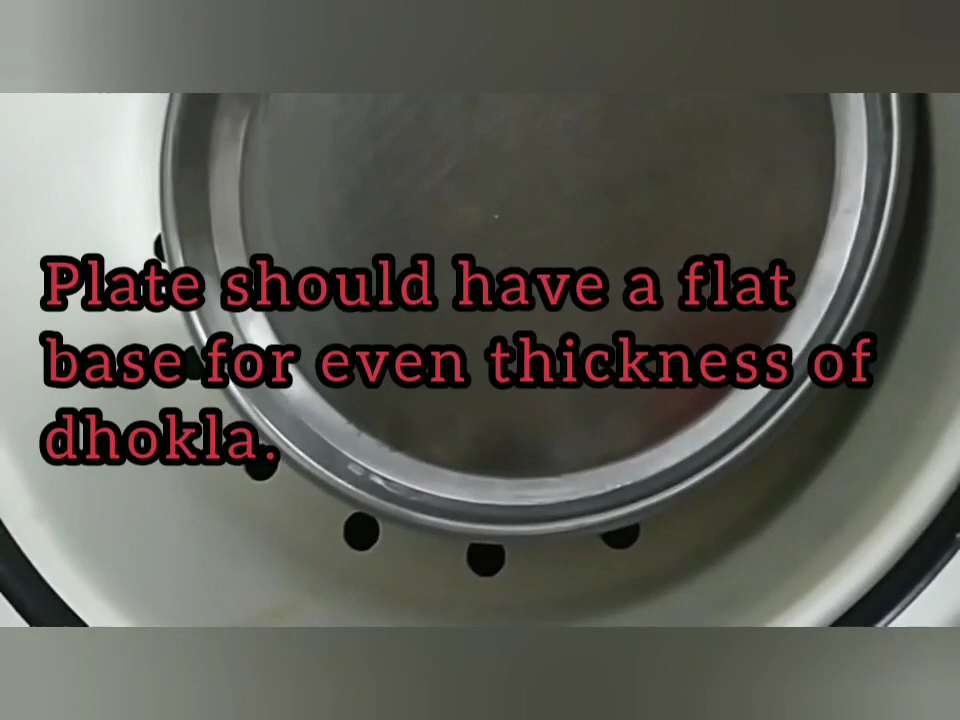 Plate should have a flat
base for even thickness of
dhokla.